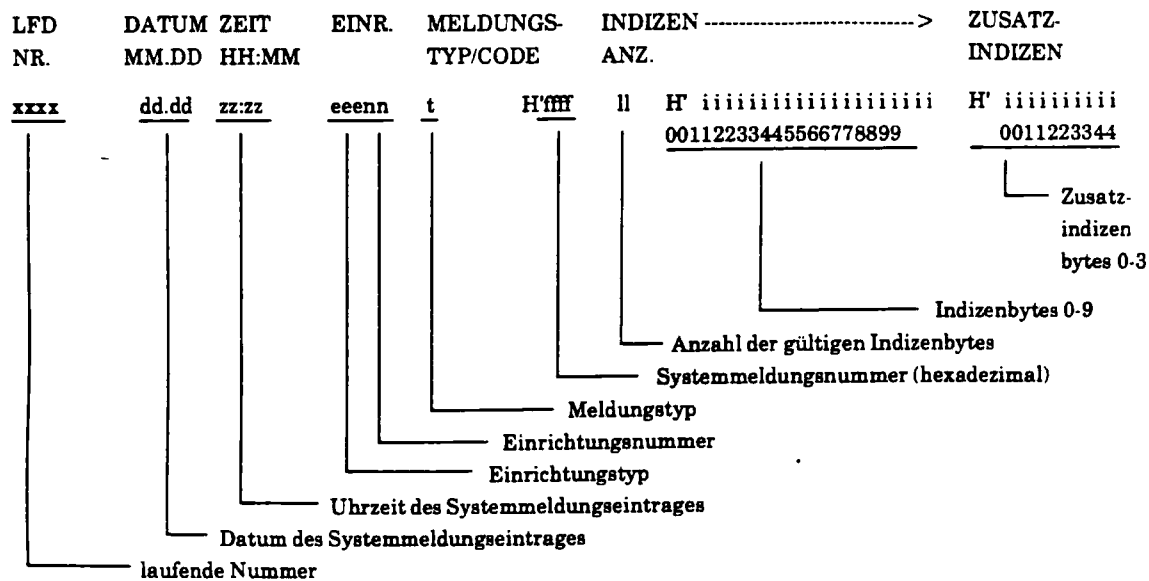 LFD DATUM ZEIT EINR. MELDUNGS- INDIZEN -----------------------------> ZUSATZ-
NR. MM.DD HH:MM TYP/CODE ANZ. INDIZEN
xxxx dd.dd zz:zz eeenn t H'ffff ll H' iiiiiiiiiiiiiiiiiiii H' iiiiiiiiii
00112233445566778899 0011223344
Zusatz-
indizen
bytes 0-3
Indizenbytes 0-9
Anzahl der gültigen Indizenbytes
Systemmeldungsnummer (hexadezimal)
Meldungstyp
Einrichtungsnummer
Einrichtungstyp
Uhrzeit des Systemmeldungseintrages
Datum des Systemmeldungseintrages
laufende Nummer